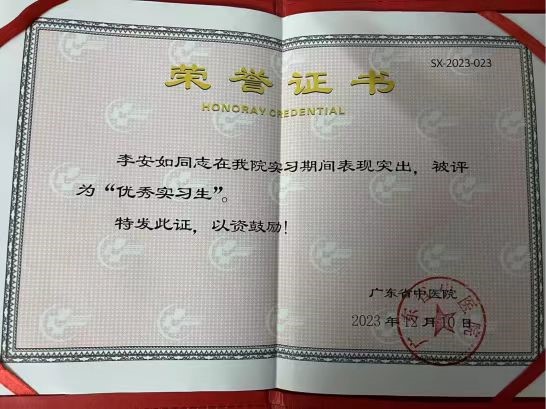 SX-2023-023
荣誉证书
HONORAY CREDENTIAL
李安如同志在我院实习期间表现突出，被评
为“优秀实习生”。
特发此证，以资鼓励！
广东省中医院
2023年12月10日